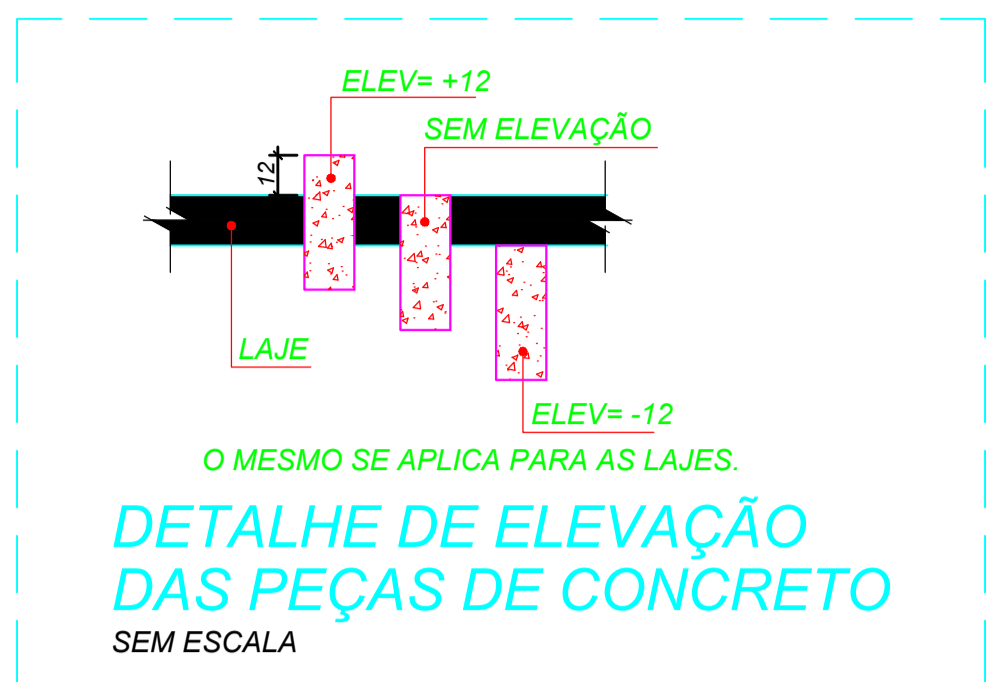 ELEV= +12
SEM ELEVAÇÃO
12
LAJE
ELEV= -12
O MESMO SE APLICA PARA AS LAJES.
DETALHE DE ELEVAÇÃO
DAS PEÇAS DE CONCRETO
SEM ESCALA